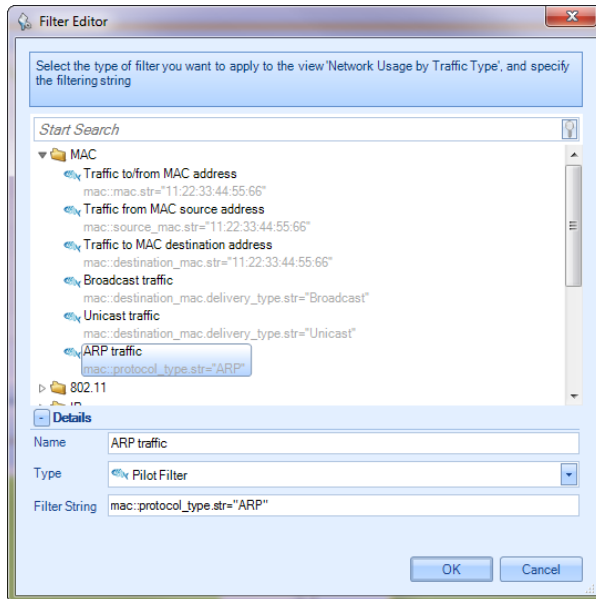 Filter Editor
Select the type of filter you want to apply to the view 'Network Usage by Traffic Type', and specify
the filtering string
Start Search
MAC
Traffic to/from MAC address
mac::mac.str="11:22:33:44:55:66"
Traffic from MAC source address
mac::source_mac.str="11:22:33:44:55:66"
Traffic to MAC destination address
mac::destination_mac.str="11:22:33:44:55:66"
Broadcast traffic
mac::destination_mac.delivery_type.str="Broadcast"
Unicast traffic
mac::destination_mac.delivery_type.str="Unicast"
ARP traffic
mac::protocol_type.str="ARP"
802.11
Details
Name ARP traffic
Type Pilot Filter
Filter String mac::protocol_type.str="ARP"
OK Cancel